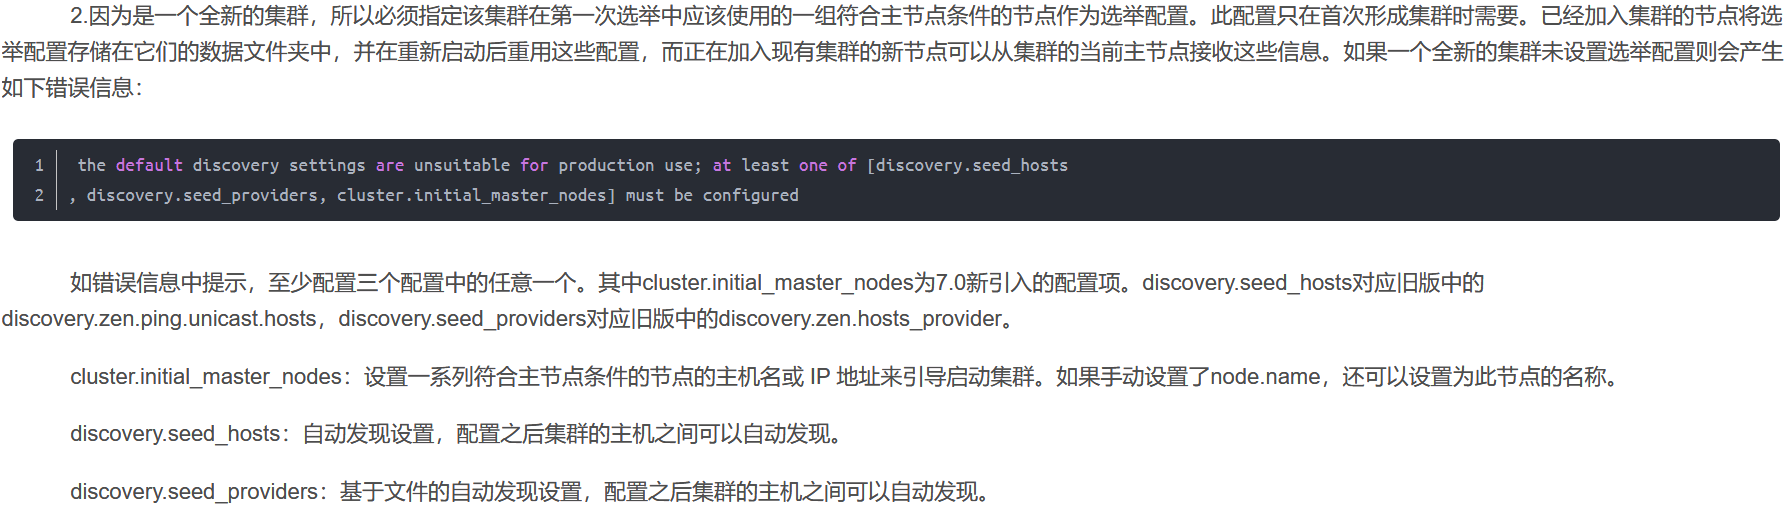 2.因为是一个全新的集群，所以必须指定该集群在第一次选举中应该使用的一组符合主节点条件的节点作为选举配置。此配置只在首次形成集群时需要。已经加入集群的节点将选
举配置存储在它们的数据文件夹中，并在重新启动后重用这些配置，而正在加入现有集群的新节点可以从集群的当前主节点接收这些信息。如果一个全新的集群未设置选举配置则会产生
如下错误信息：
1 the default discovery settings are unsuitable for production use; at least one of [discovery.seed_hosts
2 , discovery.seed_providers, cluster.initial_master_nodes] must be configured
如错误信息中提示，至少配置三个配置中的任意一个。其中cluster.initial_master_nodes为7.0新引入的配置项。discovery.seed_hosts对应旧版中的
discovery.zen.ping.unicast.hosts，discovery.seed_providers对应旧版中的discovery.zen.hosts_provider。
cluster.initial_master_nodes：设置一系列符合主节点条件的节点的主机名或 IP 地址来引导启动集群。如果手动设置了node.name，还可以设置为此节点的名称。
discovery.seed_hosts：自动发现设置，配置之后集群的主机之间可以自动发现。
discovery.seed_providers：基于文件的自动发现设置，配置之后集群的主机之间可以自动发现。